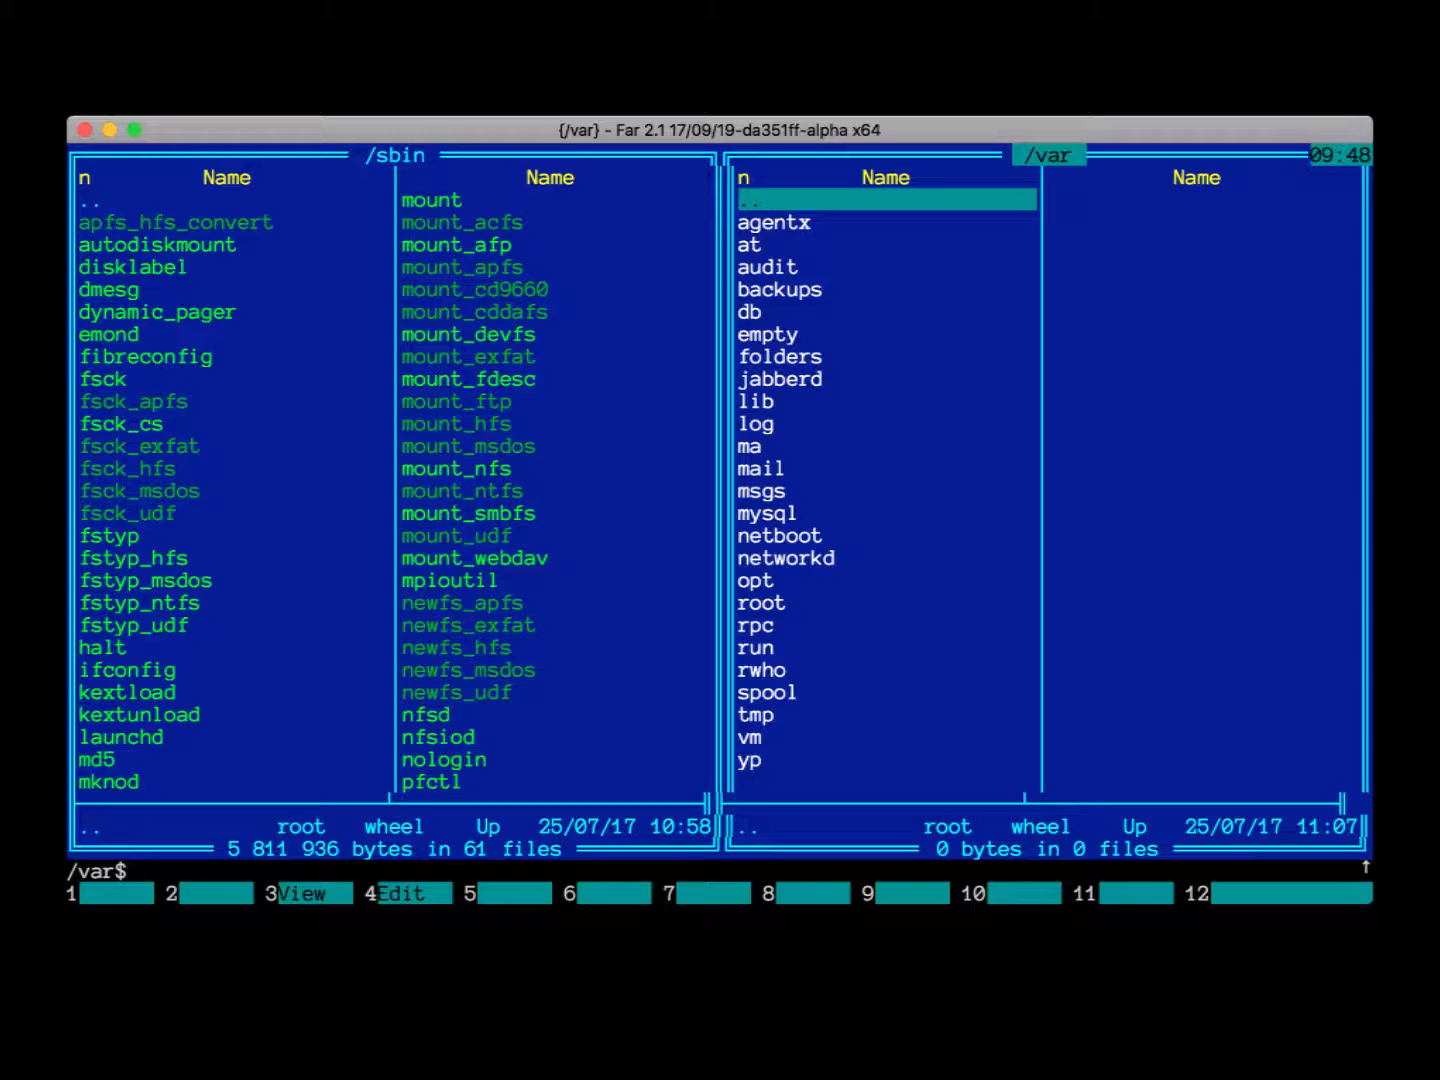 {/var} - Far 2.1 17/09/19-da351ff-alpha x64
/sbin /var 09:48
n Name Name n Name Name
.. mount ..
apfs_hfs_convert mount_acfs agentx
autodiskmount mount_afp at
disklabel mount_apfs audit
dmesg mount_cd9660 backups
dynamic_pager mount_cddafs db
emond mount_devfs empty
fibreconfig mount_exfat folders
fsck mount_fdesc jabberd
fsck_apfs mount_ftp lib
fsck_cs mount_hfs log
fsck_exfat mount_msdos ma
fsck_hfs mount_nfs mail
fsck_msdos mount_ntfs msgs
fsck_udf mount_smbfs mysql
fstyp mount_udf netboot
fstyp_hfs mount_webdav networkd
fstyp_msdos mpioutil opt
fstyp_ntfs newfs_apfs root
fstyp_udf newfs_exfat rpc
halt newfs_hfs run
ifconfig newfs_msdos rwho
kextload newfs_udf spool
kextunload nfsd tmp
launchd nfsiod vm
md5 nologin yp
mknod pfctl
.. root wheel Up 25/07/17 10:58 .. root wheel Up 25/07/17 11:07
5 811 936 bytes in 61 files 0 bytes in 0 files
/var$ ↑
1 2 3View 4Edit 5 6 7 8 9 10 11 12